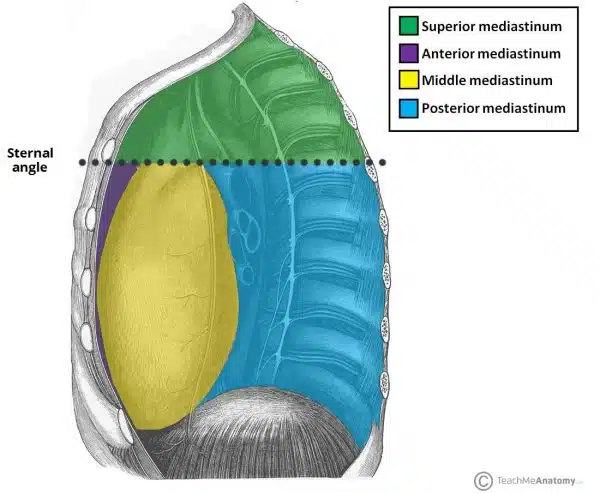 Superior mediastinum
Anterior mediastinum
Middle mediastinum
Posterior mediastinum
Sternal
angle
© TeachMeAnatomy